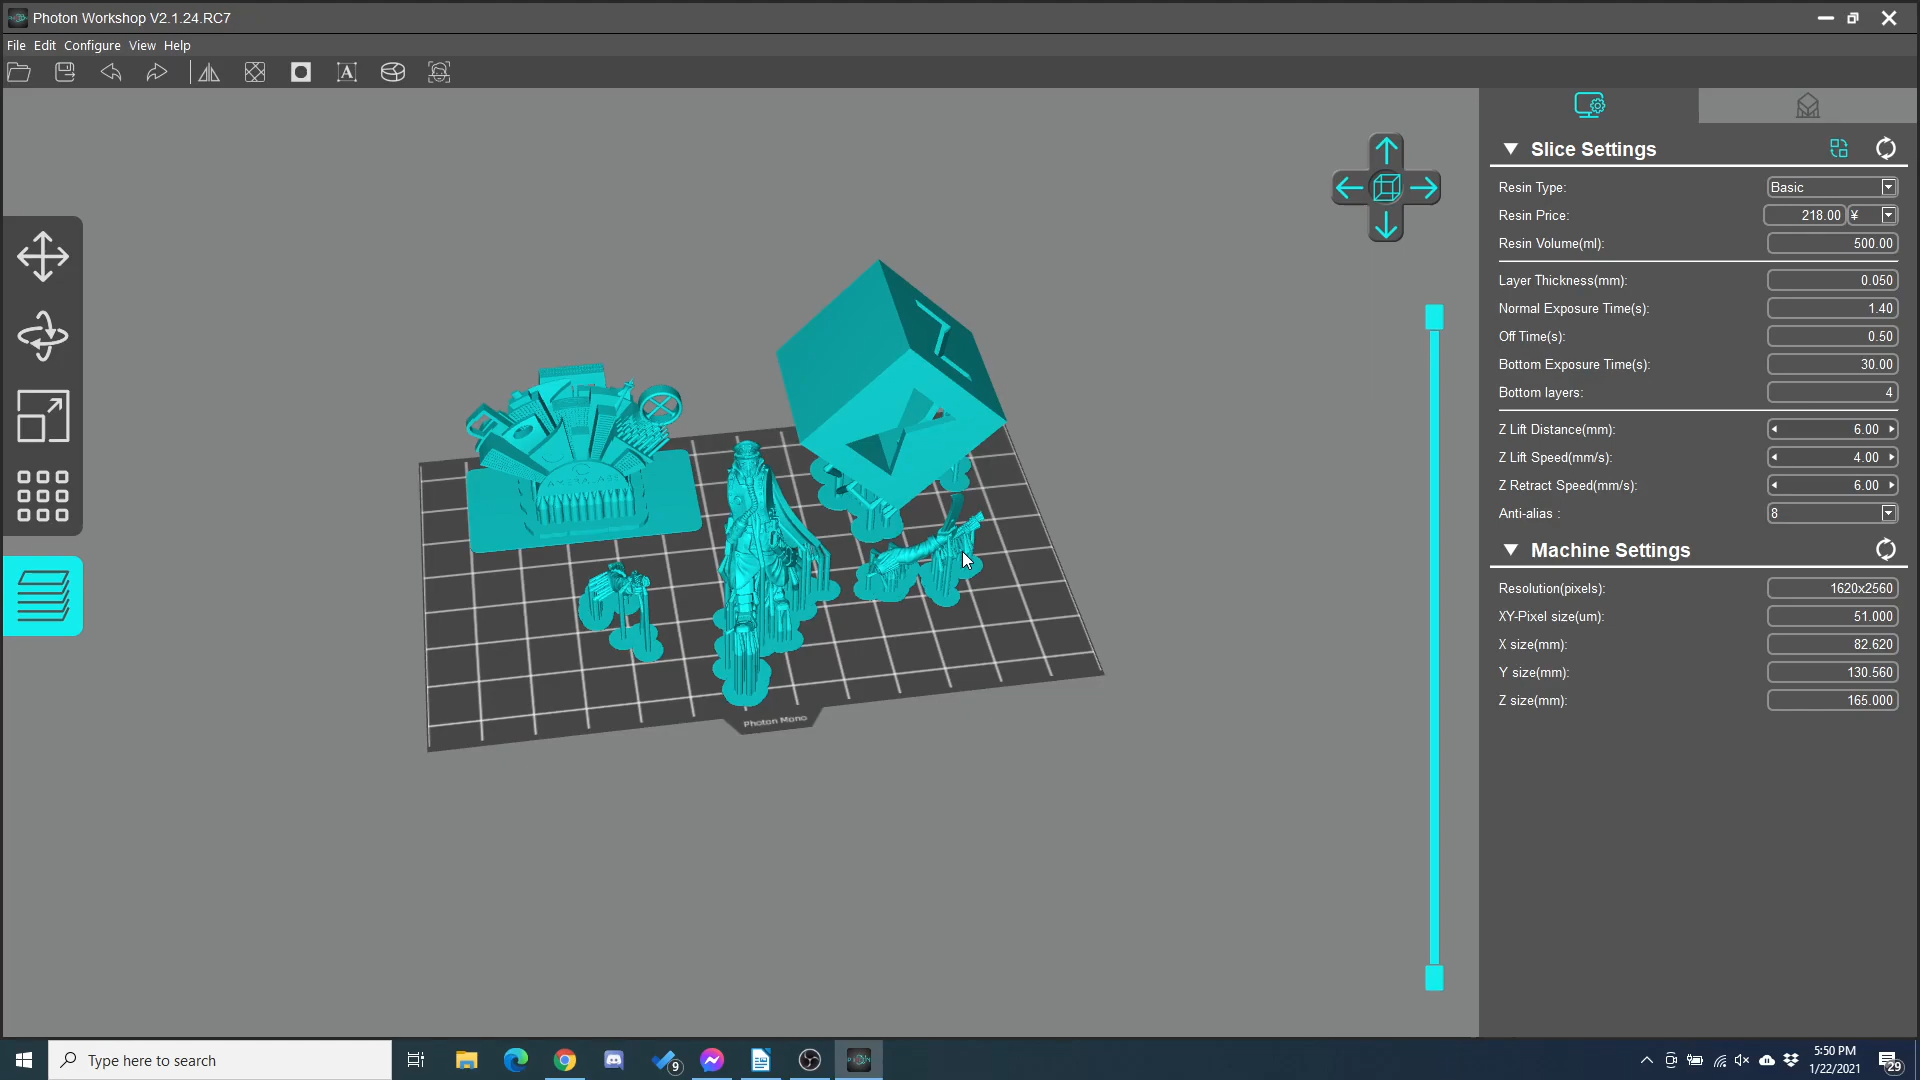 Photon Workshop V2.1.24.RC7
File Edit Configure View Help
Slice Settings
Resin Type: Basic
Resin Price: 218.00 ¥
Resin Volume(ml): 500.00
Layer Thickness(mm): 0.050
Normal Exposure Time(s): 1.40
Off Time(s): 0.50
Bottom Exposure Time(s): 30.00
Bottom layers: 4
Z Lift Distance(mm): 6.00
Z Lift Speed(mm/s): 4.00
Z Retract Speed(mm/s): 6.00
Anti-alias : 8
Machine Settings
Resolution(pixels): 1620x2560
XY-Pixel size(um): 51.000
X size(mm): 82.620
Y size(mm): 130.560
Z size(mm): 165.000
Photon Mono
Type here to search
9
5:50 PM
1/22/2021
29